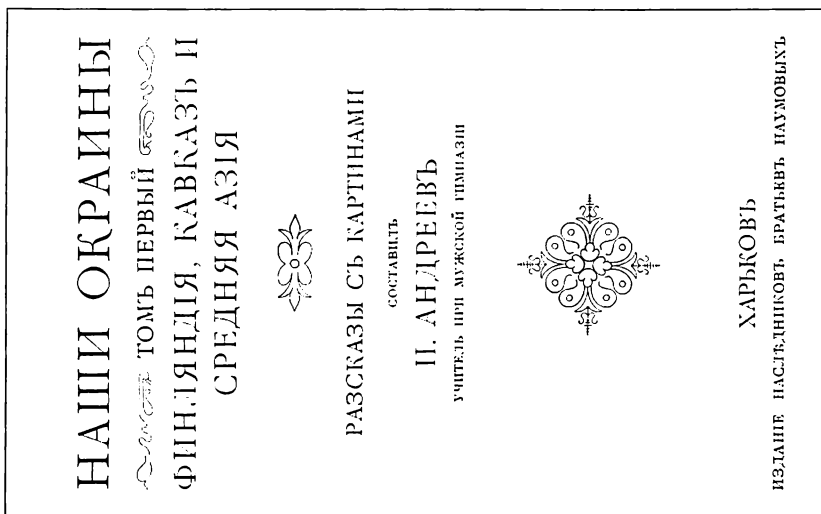 НАШИ ОКРАИНЫ
ТОМЪ ПЕРВЫЙ
ФИНЛЯНДІЯ, КАВКАЗЪ И
СРЕДНЯЯ АЗІЯ
РАЗСКАЗЫ СЪ КАРТИНАМИ
СОСТАВИЛЪ
П. АНДРЕЕВЪ
УЧИТЕЛЬ ПРИ МУЖСКОЙ ГИМНАЗІИ
ХАРЬКОВЪ
ИЗДАНІЕ НАСЛѢДНИКОВЪ БРАТЬЕВЪ НАУМОВЫХЪ